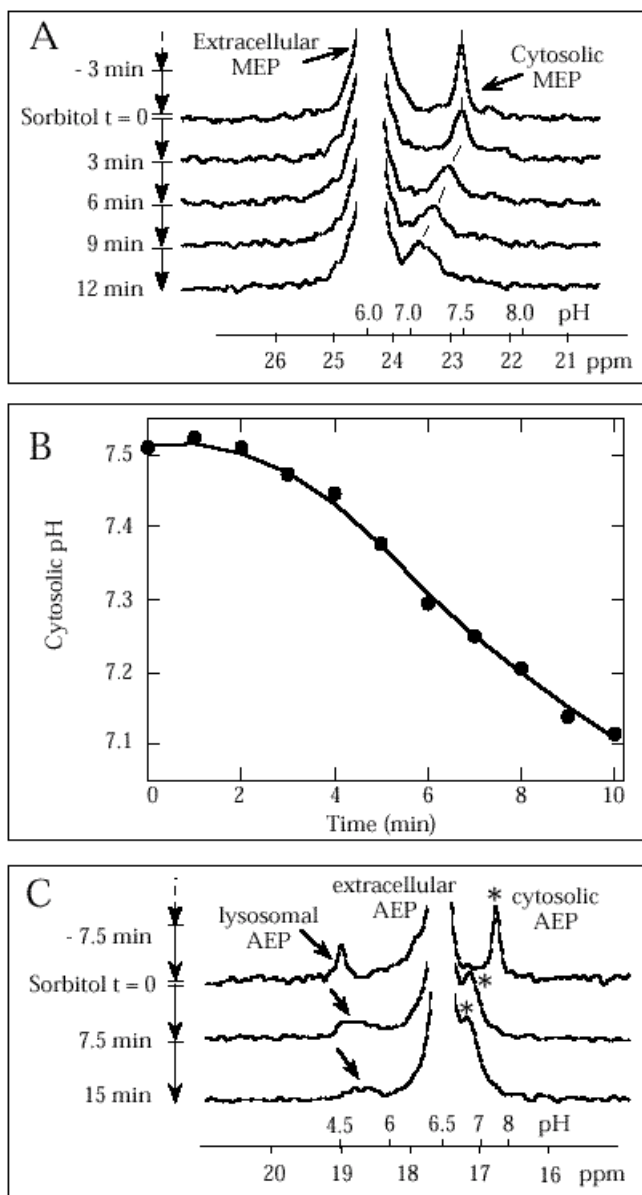 A
Extracellular
MEP
Cytosolic
MEP
- 3 min
Sorbitol t = 0
3 min
6 min
9 min
12 min
6.0 7.0 7.5 8.0 pH
26 25 24 23 22 21 ppm
B
7.5
7.4
7.3
7.2
7.1
Cytosolic pH
0 2 4 6 8 10
Time (min)
C
extracellular
AEP
lysosomal
AEP
* cytosolic
AEP
*
*
- 7.5 min
Sorbitol t = 0
7.5 min
15 min
4.5 6 6.5 7 8 pH
20 19 18 17 16 ppm